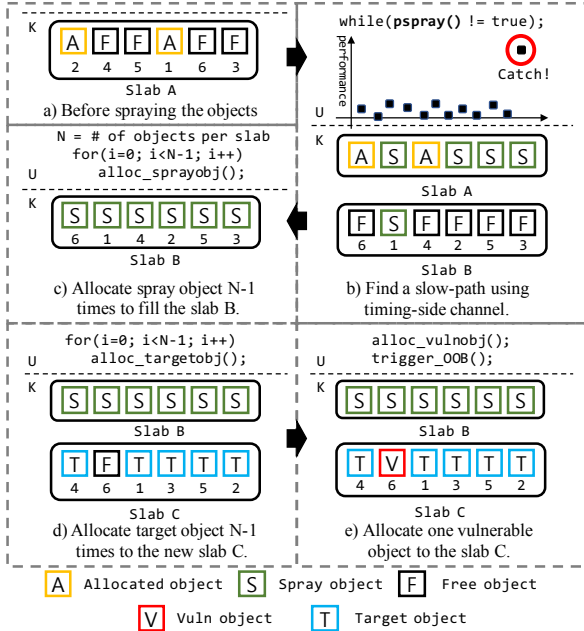 K
A F F A F F
2 4 5 1 6 3
Slab A
a) Before spraying the objects
while(pspray() != true);
performance
Catch!
U
K
A S A S S S
Slab A
F S F F F F
6 1 4 2 5 3
Slab B
b) Find a slow-path using
timing-side channel.
N = # of objects per slab
for(i=0; i<N-1; i++)
U alloc_sprayobj();
K
S S S S S S
6 1 4 2 5 3
Slab B
c) Allocate spray object N-1
times to fill the slab B.
for(i=0; i<N-1; i++)
alloc_targetobj();
U
K
S S S S S S
Slab B
T F T T T T
4 6 1 3 5 2
Slab C
d) Allocate target object N-1
times to the new slab C.
alloc_vulnobj();
U trigger_OOB();
K
S S S S S S
Slab B
T V T T T T
4 6 1 3 5 2
Slab C
e) Allocate one vulnerable
object to the slab C.
A Allocated object S Spray object F Free object
V Vuln object T Target object